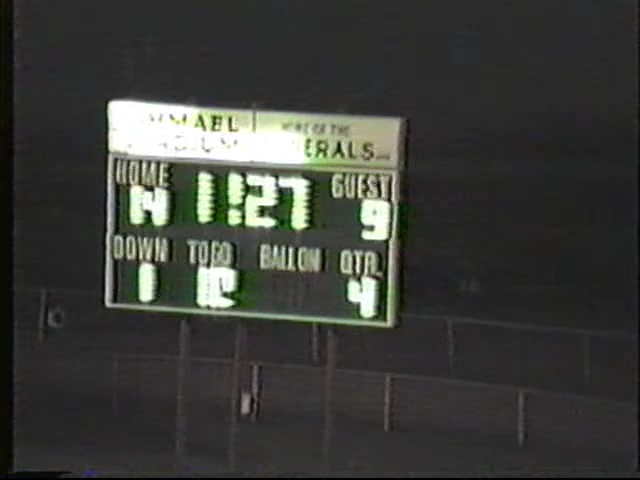 HOME OF THE
HOME 11:27 GUEST
14 9
DOWN TO GO BALL ON QTR.
1 10 4